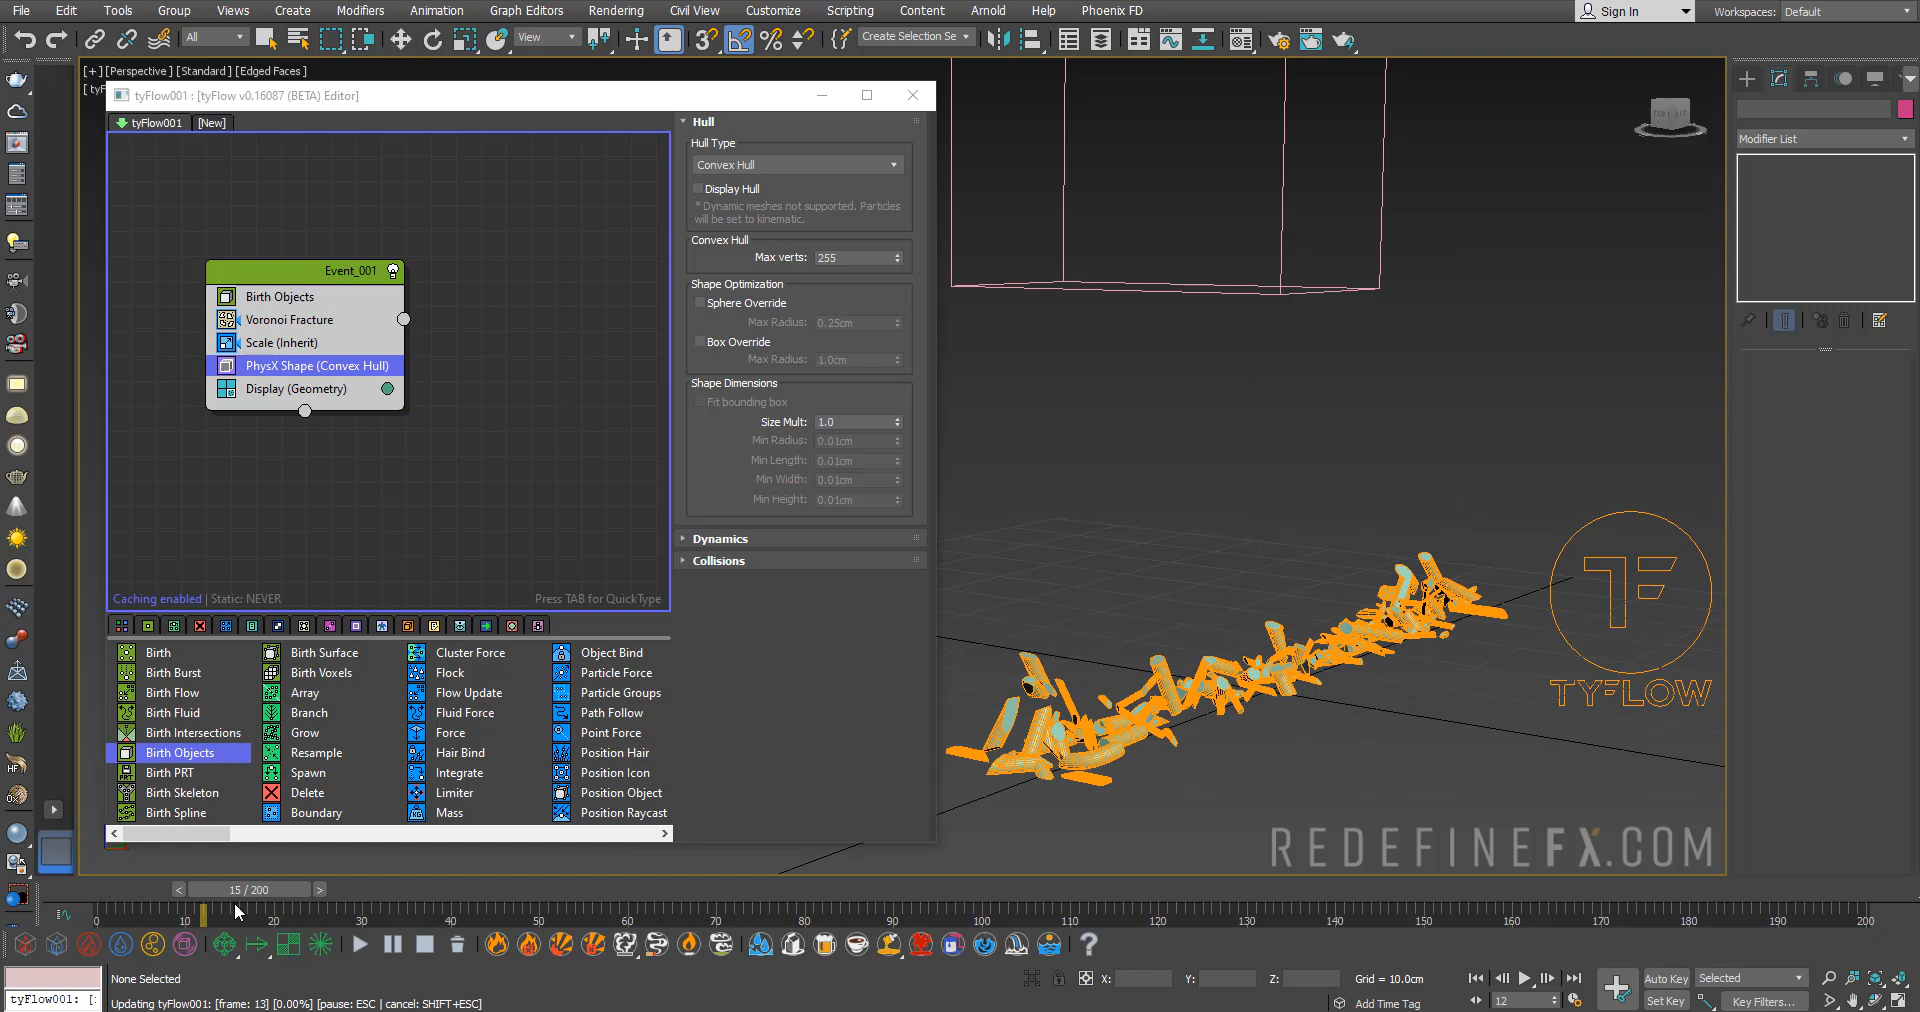 File Edit Tools Group Views Create Modifiers Animation Graph Editors Rendering Civil View Customize Scripting Content Arnold Help Phoenix FD Sign In Workspaces: Default
All View Create Selection Se
[+] [Perspective] [Standard] [Edged Faces]
[ tyF
tyFlow001 : [tyFlow v0.16087 (BETA) Editor]
tyFlow001 [New]
Modifier List
Event_001
Birth Objects
Voronoi Fracture
Scale (Inherit)
PhysX Shape (Convex Hull)
Display (Geometry)
Caching enabled | Static: NEVER Press TAB for QuickType
Hull
Hull Type
Convex Hull
Display Hull
* Dynamic meshes not supported. Particles
will be set to kinematic.
Convex Hull
Max verts: 255
Shape Optimization
Sphere Override
Max Radius: 0.25cm
Box Override
Max Radius: 1.0cm
Shape Dimensions
Fit bounding box
Size Mult: 1.0
Min Radius: 0.01cm
Min Length: 0.01cm
Min Width: 0.01cm
Min Height: 0.01cm
Dynamics
Collisions
Birth Birth Surface Cluster Force Object Bind
Birth Burst Birth Voxels Flock Particle Force
Birth Flow Array Flow Update Particle Groups
Birth Fluid Branch Fluid Force Path Follow
Birth Intersections Grow Force Point Force
Birth Objects Resample Hair Bind Position Hair
Birth PRT Spawn Integrate Position Icon
Birth Skeleton Delete Limiter Position Object
Birth Spline Boundary Mass Position Raycast
TF
TYFLOW
REDEFINEFX.COM
< 15 / 200 >
0 10 20 30 40 50 60 70 80 90 100 110 120 130 140 150 160 170 180 190 200
None Selected X: Y: Z: Grid = 10.0cm Auto Key Selected
tyFlow001: [: Updating tyFlow001: [frame: 13] [0.00%] [pause: ESC | cancel: SHIFT+ESC] Add Time Tag 12 Set Key Key Filters...